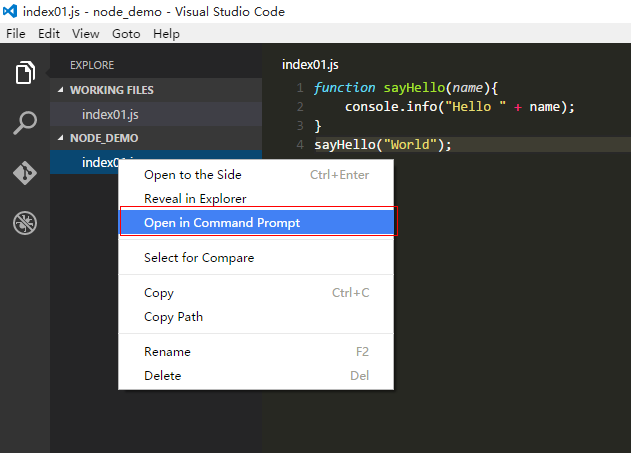 index01.js - node_demo - Visual Studio Code
File Edit View Goto Help
EXPLORE
WORKING FILES
index01.js
NODE_DEMO
index01.js
Open to the Side Ctrl+Enter
Reveal in Explorer
Open in Command Prompt
Select for Compare
Copy Ctrl+C
Copy Path
Rename F2
Delete Del
index01.js
1 function sayHello(name){
2 console.info("Hello " + name);
3 }
4 sayHello("World");